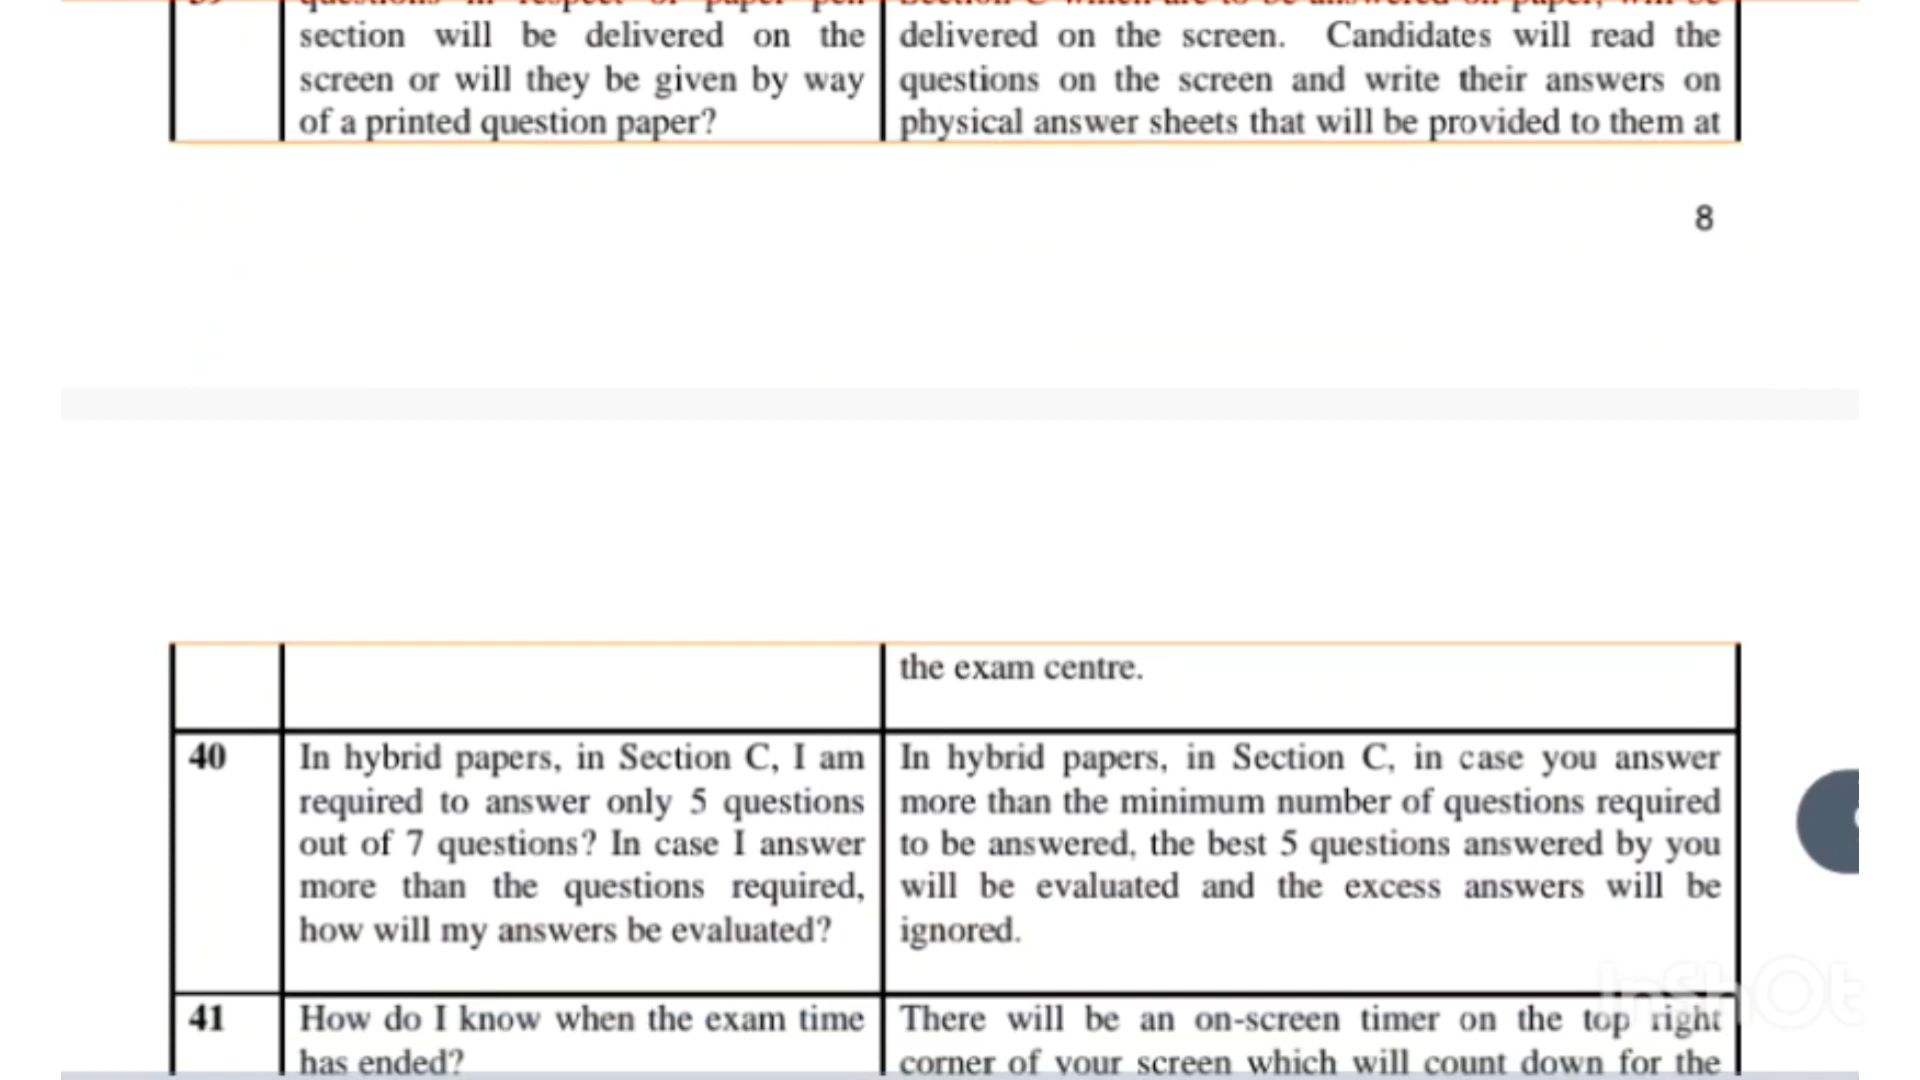 section will be delivered on the
screen or will they be given by way
of a printed question paper?
delivered on the screen. Candidates will read the
questions on the screen and write their answers on
physical answer sheets that will be provided to them at
8
the exam centre.
40
In hybrid papers, in Section C, I am
required to answer only 5 questions
out of 7 questions? In case I answer
more than the questions required,
how will my answers be evaluated?
In hybrid papers, in Section C, in case you answer
more than the minimum number of questions required
to be answered, the best 5 questions answered by you
will be evaluated and the excess answers will be
ignored.
41
How do I know when the exam time
has ended?
There will be an on-screen timer on the top right
corner of your screen which will count down for the
InShOt